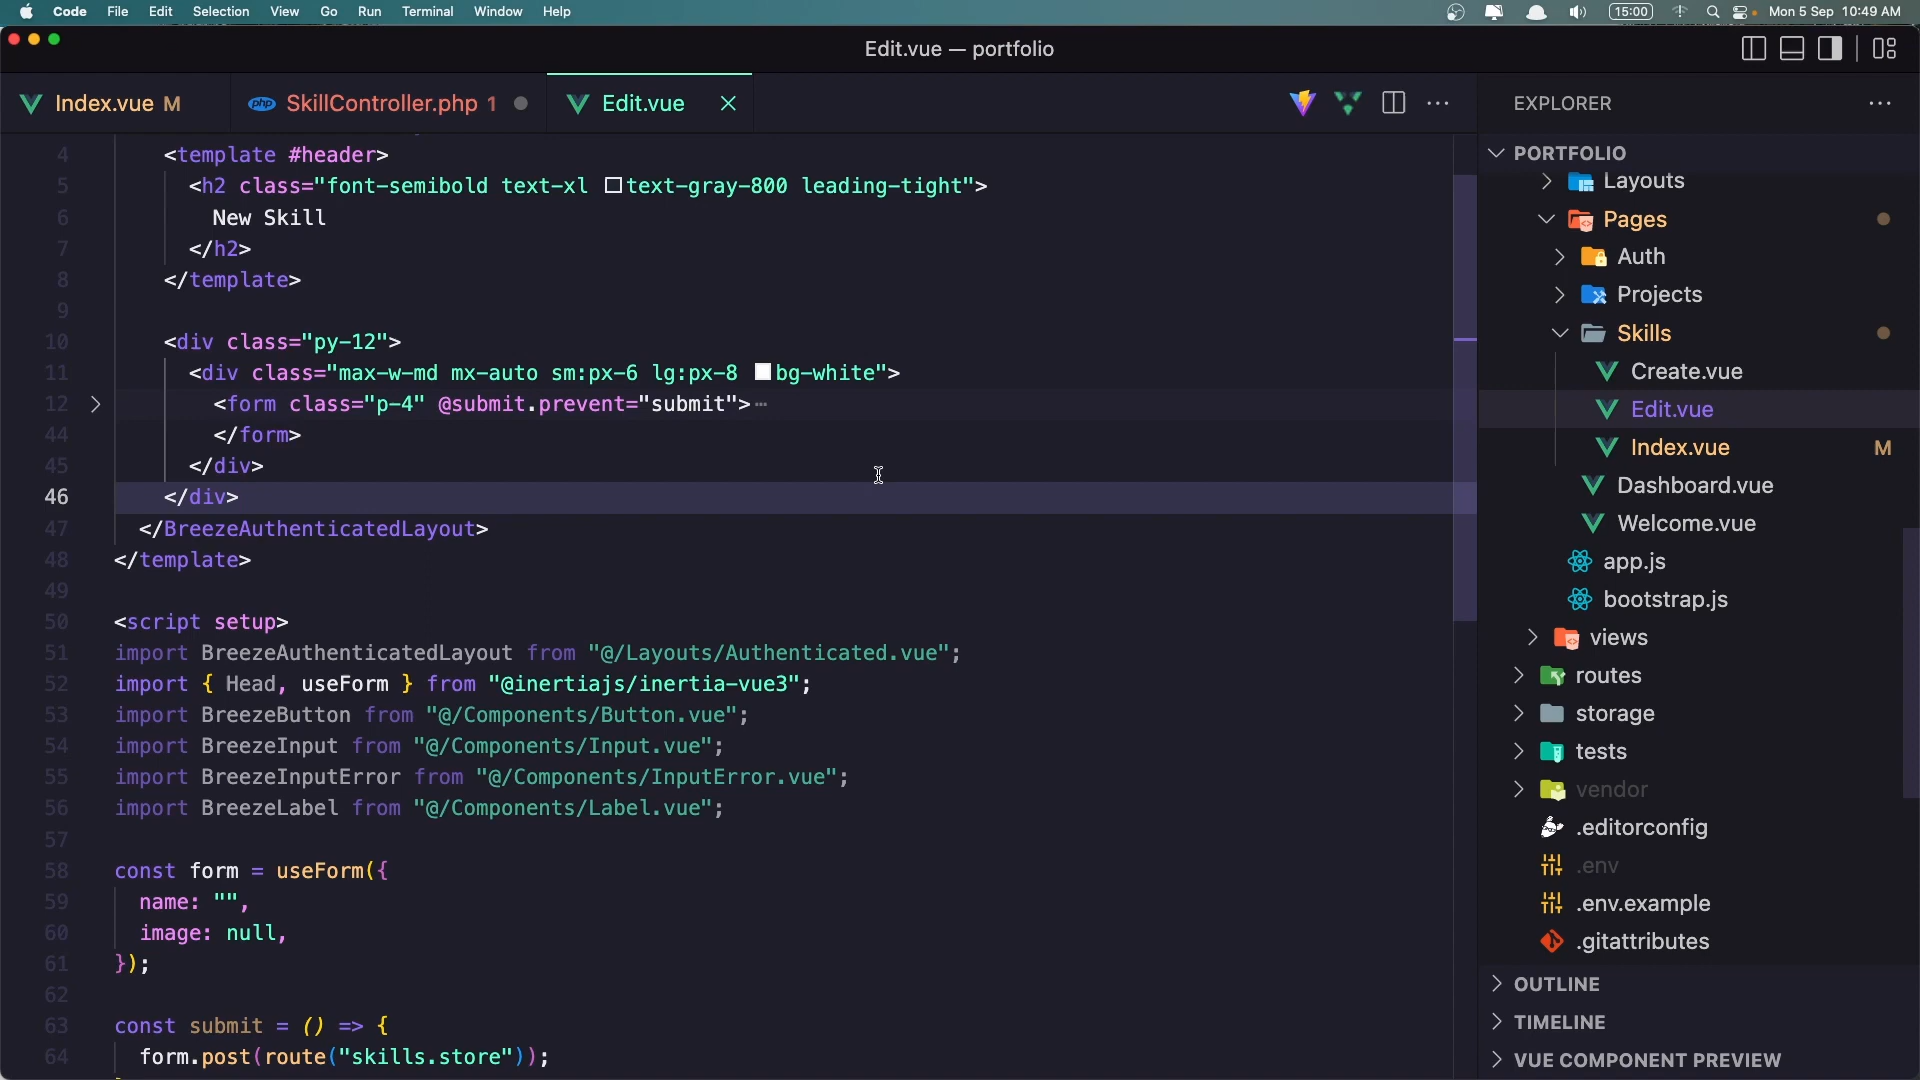 Code File Edit Selection View Go Run Terminal Window Help 15:00 Mon 5 Sep 10:49 AM
Edit.vue — portfolio
Index.vue M
php SkillController.php 1
Edit.vue
4 <template #header>
5 <h2 class="font-semibold text-xl text-gray-800 leading-tight">
6 New Skill
7 </h2>
8 </template>
9
10 <div class="py-12">
11 <div class="max-w-md mx-auto sm:px-6 lg:px-8 bg-white">
12 <form class="p-4" @submit.prevent="submit">
44 </form>
45 </div>
46 </div>
47 </BreezeAuthenticatedLayout>
48 </template>
49
50 <script setup>
51 import BreezeAuthenticatedLayout from "@/Layouts/Authenticated.vue";
52 import { Head, useForm } from "@inertiajs/inertia-vue3";
53 import BreezeButton from "@/Components/Button.vue";
54 import BreezeInput from "@/Components/Input.vue";
55 import BreezeInputError from "@/Components/InputError.vue";
56 import BreezeLabel from "@/Components/Label.vue";
57
58 const form = useForm({
59 name: "",
60 image: null,
61 });
62
63 const submit = () => {
64 form.post(route("skills.store"));
EXPLORER
PORTFOLIO
Layouts
Pages
Auth
Projects
Skills
Create.vue
Edit.vue
Index.vue M
Dashboard.vue
Welcome.vue
app.js
bootstrap.js
views
routes
storage
tests
vendor
.editorconfig
.env
.env.example
.gitattributes
OUTLINE
TIMELINE
VUE COMPONENT PREVIEW